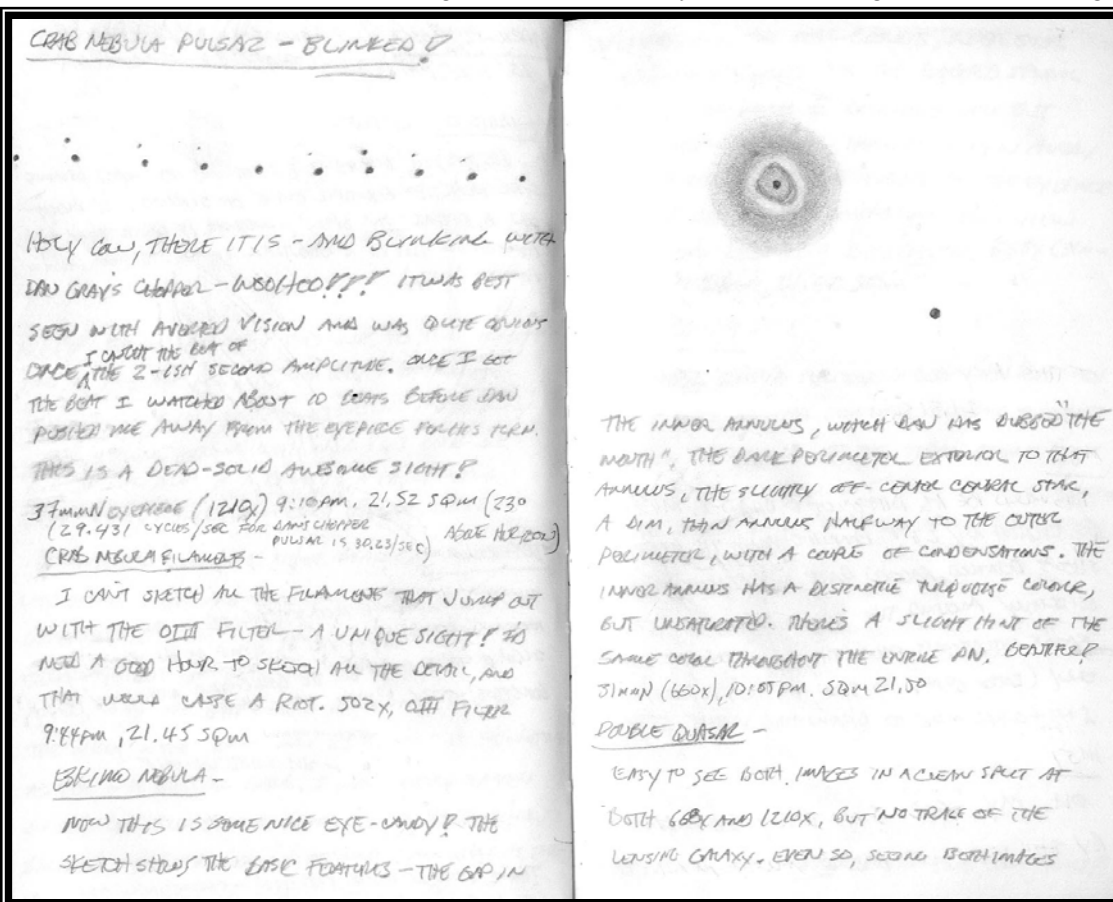 CRAB NEBULA PULSAR – BLINKED!
HOLY COW, THERE IT IS – AND BLINKING WITH
DAN GRAY'S CHOPPER – WOOHOO!!! IT WAS BEST
SEEN WITH AVERTED VISION AND WAS QUITE OBVIOUS
I CAUGHT THE BEAT OF
ONCE ^ THE 2-ISH SECOND AMPLITUDE. ONCE I GOT
THE BEAT I WATCHED ABOUT 10 BEATS BEFORE DAN
PUSHED ME AWAY FROM THE EYEPIECE FOR HIS TURN.
THIS IS A DEAD-SOLID AWESOME SIGHT!
37mmN EYEPIECE (1210x) 9:10PM. 21.52 SQM (23°
(29.431 CYCLES/SEC FOR DAN'S CHOPPER ABOVE HORIZON)
PULSAR IS 30.23/SEC)
CRAB NEBULA FILAMENTS –
I CAN'T SKETCH ALL THE FILAMENTS THAT JUMP OUT
WITH THE OIII FILTER – A UNIQUE SIGHT! I'D
NEED A GOOD HOUR TO SKETCH ALL THE DETAIL, AND
THAT WOULD CAUSE A RIOT. 502X, OIII FILTER
9:44PM, 21.45 SQM
ESKIMO NEBULA –
NOW THIS IS SOME NICE EYE-CANDY! THE
SKETCH SHOWS THE BASIC FEATURES – THE GAP IN
THE INNER ANNULUS, WHICH DAN HAS DUBBED "THE
MOUTH", THE DARK PERIMETER EXTERIOR TO THAT
ANNULUS, THE SLIGHTLY OFF-CENTER CENTRAL STAR,
A DIM, THIN ANNULUS HALFWAY TO THE OUTER
PERIMETER, WITH A COUPLE OF CONDENSATIONS. THE
INNER ANNULUS HAS A DISTINCTIVE TURQUOISE COLOUR,
BUT UNSATURATED. THERE'S A SLIGHT HINT OF THE
SAME COLOR THROUGHOUT THE ENTIRE PN. BEAUTIFUL!
31mmN (660x), 10:05PM. SQM 21.50
DOUBLE QUASAR –
EASY TO SEE BOTH IMAGES IN A CLEAN SPLIT AT
BOTH AND 1210X, BUT NO TRACE OF THE
LENSING GALAXY. EVEN SO, SEEING BOTH IMAGES